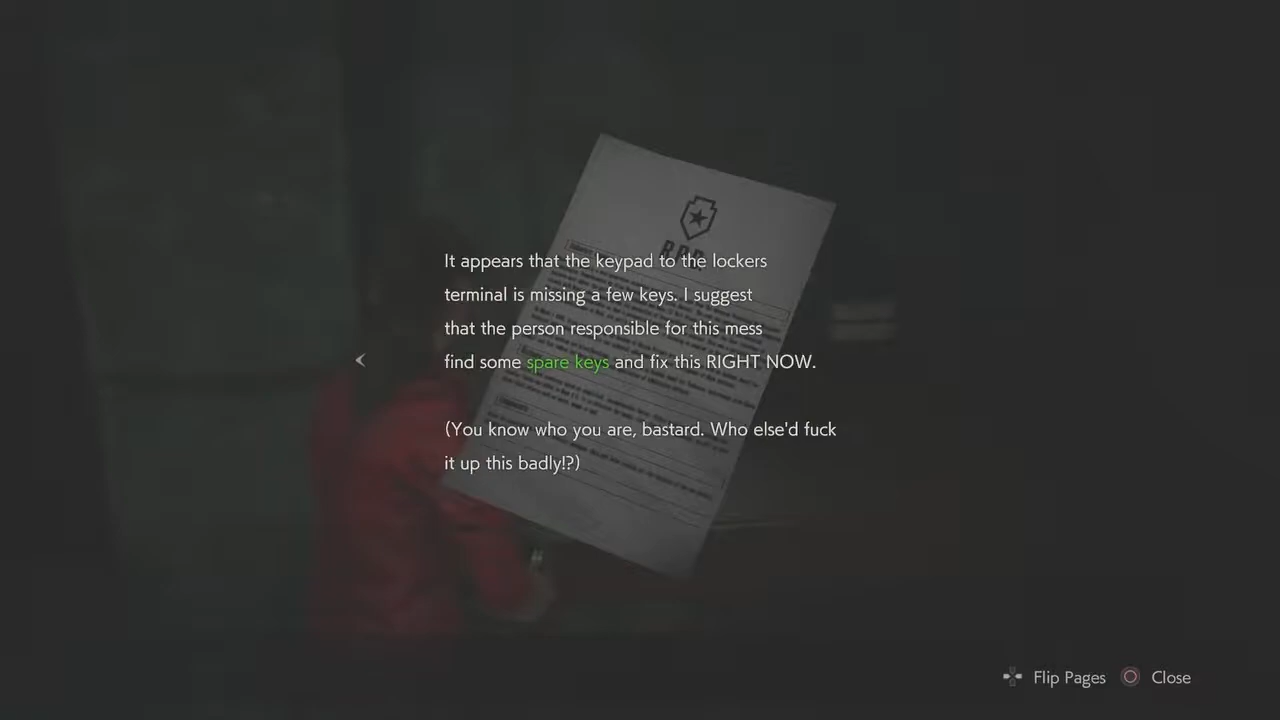 R.P.D.
It appears that the keypad to the lockers
terminal is missing a few keys. I suggest
that the person responsible for this mess
find some spare keys and fix this RIGHT NOW.
(You know who you are, bastard. Who else'd fuck
it up this badly!?)
Flip Pages
Close